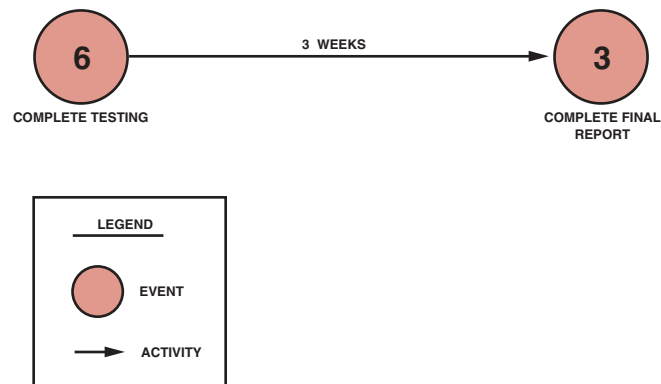 6
3 WEEKS
3
COMPLETE TESTING
COMPLETE FINAL
REPORT
LEGEND
EVENT
ACTIVITY